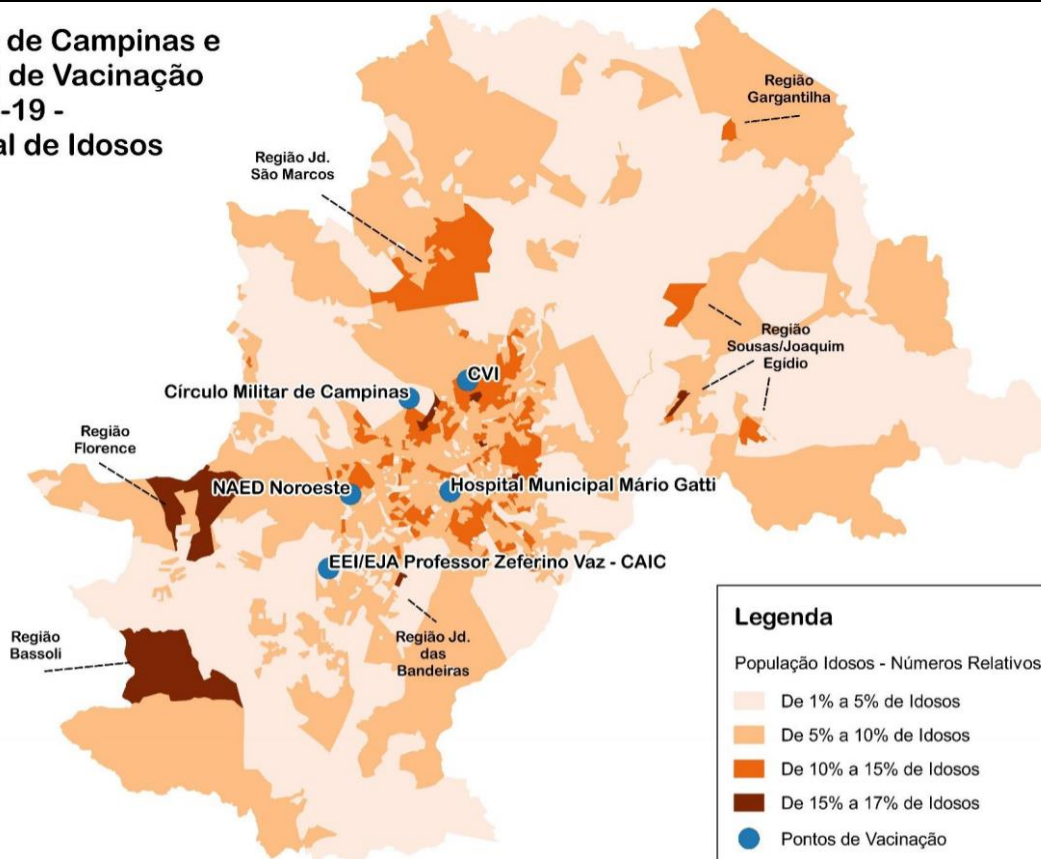 de Campinas e
de Vacinação
-19 -
al de Idosos
Região
Gargantilha
Região Jd.
São Marcos
Região
Sousas/Joaquim
Egídio
CVI
Círculo Militar de Campinas
Região
Florence
NAED Noroeste
Hospital Municipal Mário Gatti
EEI/EJA Professor Zeferino Vaz - CAIC
Região
Bassoli
Região Jd.
das
Bandeiras
Legenda
População Idosos - Números Relativos
De 1% a 5% de Idosos
De 5% a 10% de Idosos
De 10% a 15% de Idosos
De 15% a 17% de Idosos
Pontos de Vacinação